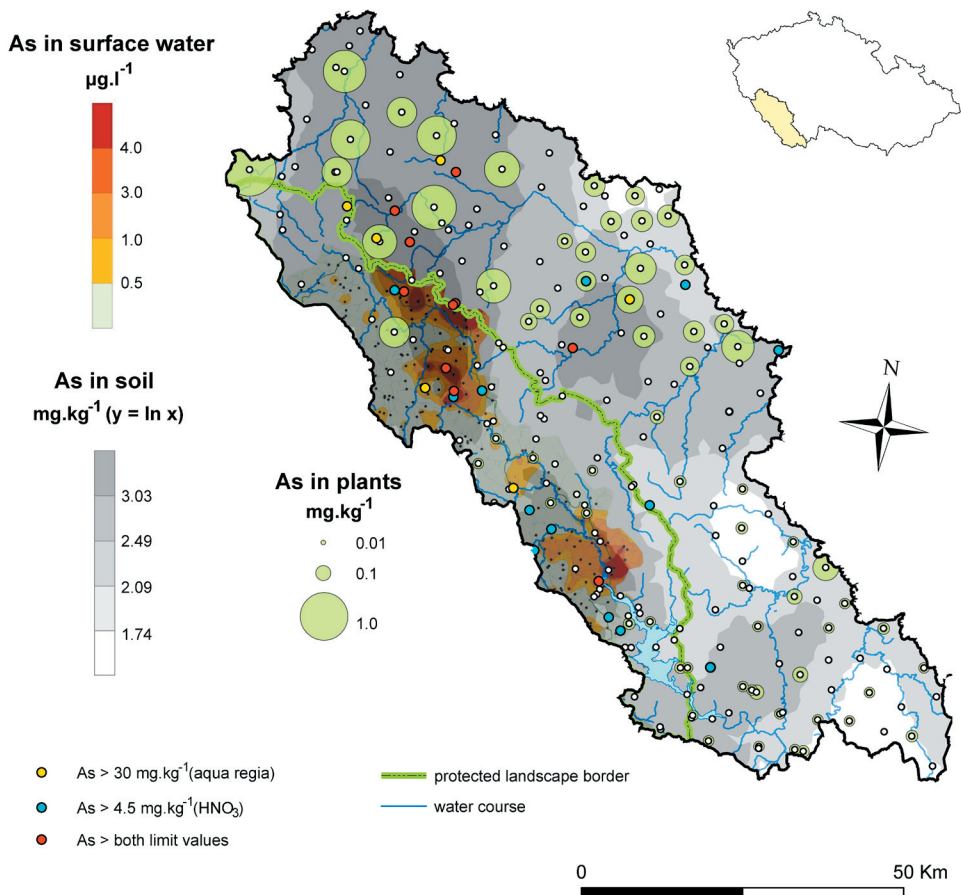 As in surface water
µg.l⁻¹
4.0
3.0
1.0
0.5
As in soil
mg.kg⁻¹ (y = ln x)
3.03
2.49
2.09
1.74
As in plants
mg.kg⁻¹
0.01
0.1
1.0
N
As > 30 mg.kg⁻¹(aqua regia)
As > 4.5 mg.kg⁻¹(HNO₃)
As > both limit values
protected landscape border
water course
0 50 Km